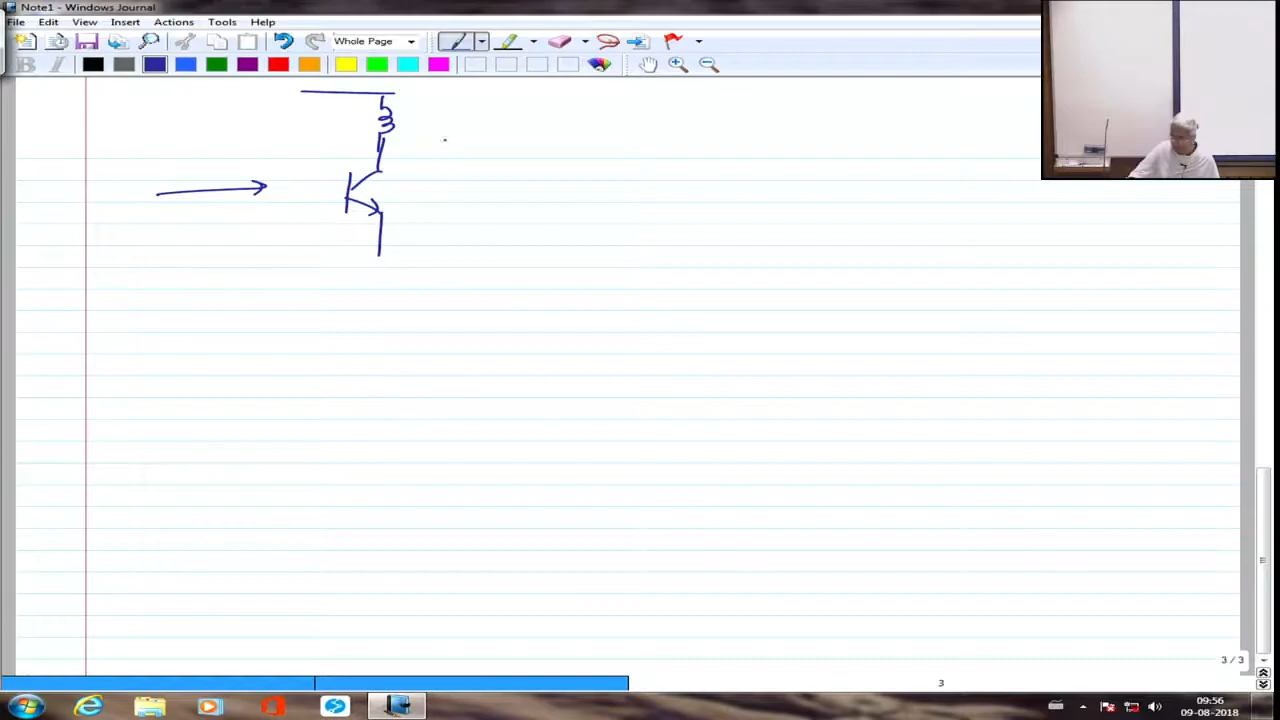 Note1 - Windows Journal
File Edit View Insert Actions Tools Help
Whole Page
B I
3 / 3
3
09:56
09-08-2018